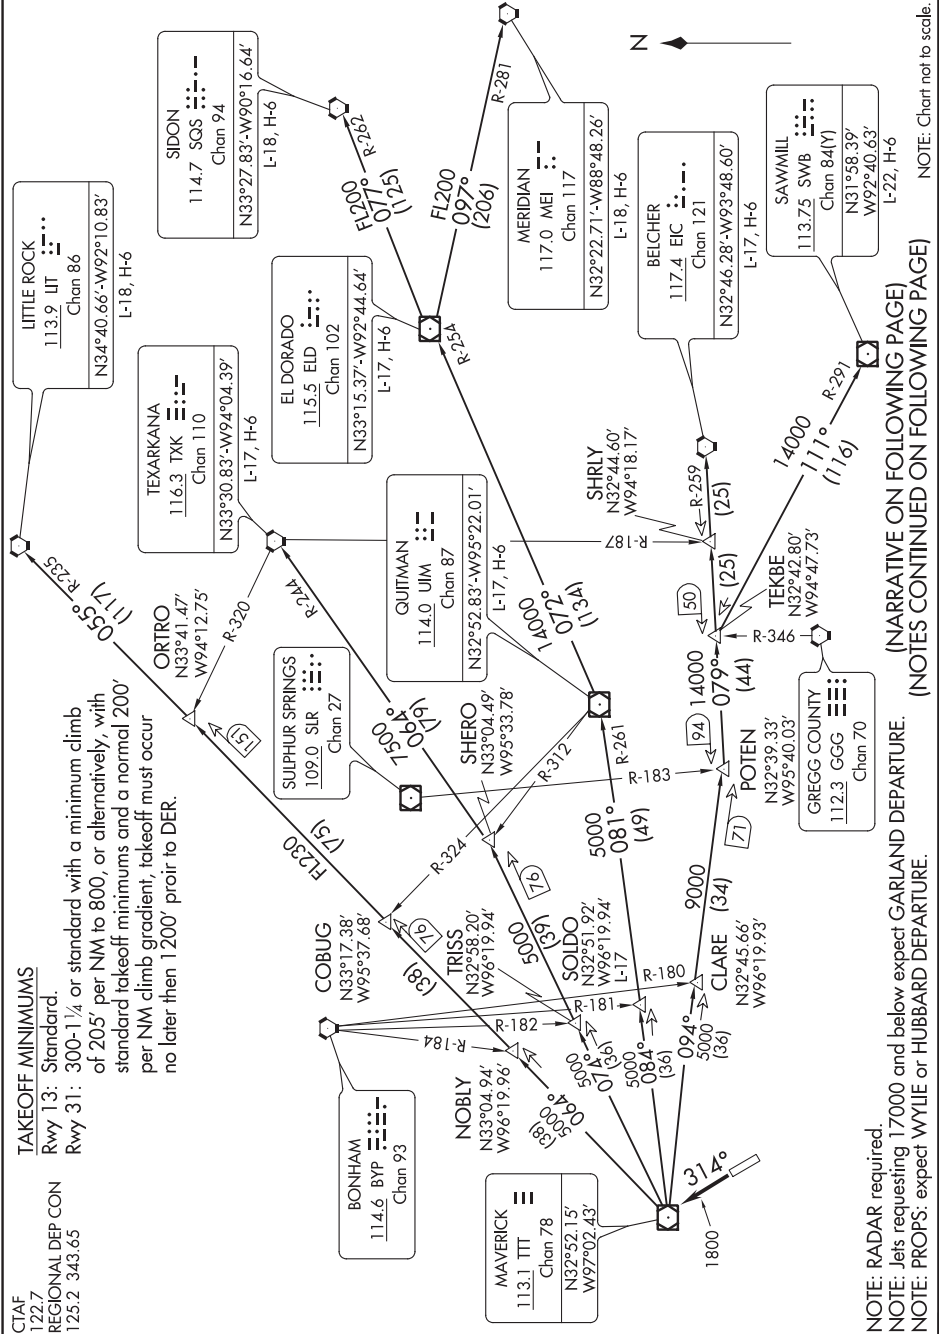 CTAF
122.7
REGIONAL DEP CON
125.2 343.65
TAKEOFF MINIMUMS
Rwy 13: Standard.
Rwy 31: 300-1¼ or standard with a minimum climb
of 205' per NM to 800, or alternatively, with
standard takeoff minimums and a normal 200'
per NM climb gradient, takeoff must occur
no later then 1200' proir to DER.
LITTLE ROCK
113.9 LIT
Chan 86
N34°40.66'-W92°10.83'
L-18, H-6
SIDON
114.7 SQS
Chan 94
N33°27.83'-W90°16.64'
L-18, H-6
TEXARKANA
116.3 TXK
Chan 110
N33°30.83'-W94°04.39'
L-17, H-6
EL DORADO
115.5 ELD
Chan 102
N33°15.37'-W92°44.64'
L-17, H-6
MERIDIAN
117.0 MEI
Chan 117
N32°22.71'-W88°48.26'
L-18, H-6
BELCHER
117.4 EIC
Chan 121
N32°46.28'-W93°48.60'
L-17, H-6
SAWMILL
113.75 SWB
Chan 84(Y)
N31°58.39'
W92°40.63'
L-22, H-6
QUITMAN
114.0 UIM
Chan 87
N32°52.83'-W95°22.01'
L-17, H-6
SULPHUR SPRINGS
109.0 SLR
Chan 27
GREGG COUNTY
112.3 GGG
Chan 70
BONHAM
114.6 BYP
Chan 93
MAVERICK
113.1 TTT
Chan 78
N32°52.15'
W97°02.43'
ORTRO
N33°41.47'
W94°12.75'
COBUG
N33°17.38'
W95°37.68'
NOBLY
N33°04.94'
W96°19.96'
TRISS
N32°58.20'
W96°19.94'
SOLDO
N32°51.92'
W96°19.94'
L-17
CLARE
N32°45.66'
W96°19.93'
SHERO
N33°04.49'
W95°33.78'
POTEN
N32°39.33'
W95°40.03'
TEKBE
N32°42.80'
W94°47.73'
SHRLY
N32°44.60'
W94°18.17'
R-235
055°
(117)
R-320
151
FL230
(75)
R-324
76
(38)
R-184
064°
5000
(38)
R-244
7500
064°
(79)
R-312
76
5000
(39)
R-182
5000
074°
(36)
R-262
FL200
077°
(125)
R-281
FL200
097°
(206)
R-254
14000
072°
(134)
R-261
5000
081°
(49)
R-181
5000
084°
(36)
R-180
094°
5000
(36)
9000
(34)
71
R-183
94
14000
079°
(44)
R-346
50
(25)
R-187
R-259
(25)
14000
111°
(116)
R-291
314°
1800
N
NOTE: RADAR required.
NOTE: Jets requesting 17000 and below expect GARLAND DEPARTURE.
NOTE: PROPS: expect WYLIE or HUBBARD DEPARTURE.
(NARRATIVE ON FOLLOWING PAGE)
(NOTES CONTINUED ON FOLLOWING PAGE)
NOTE: Chart not to scale.